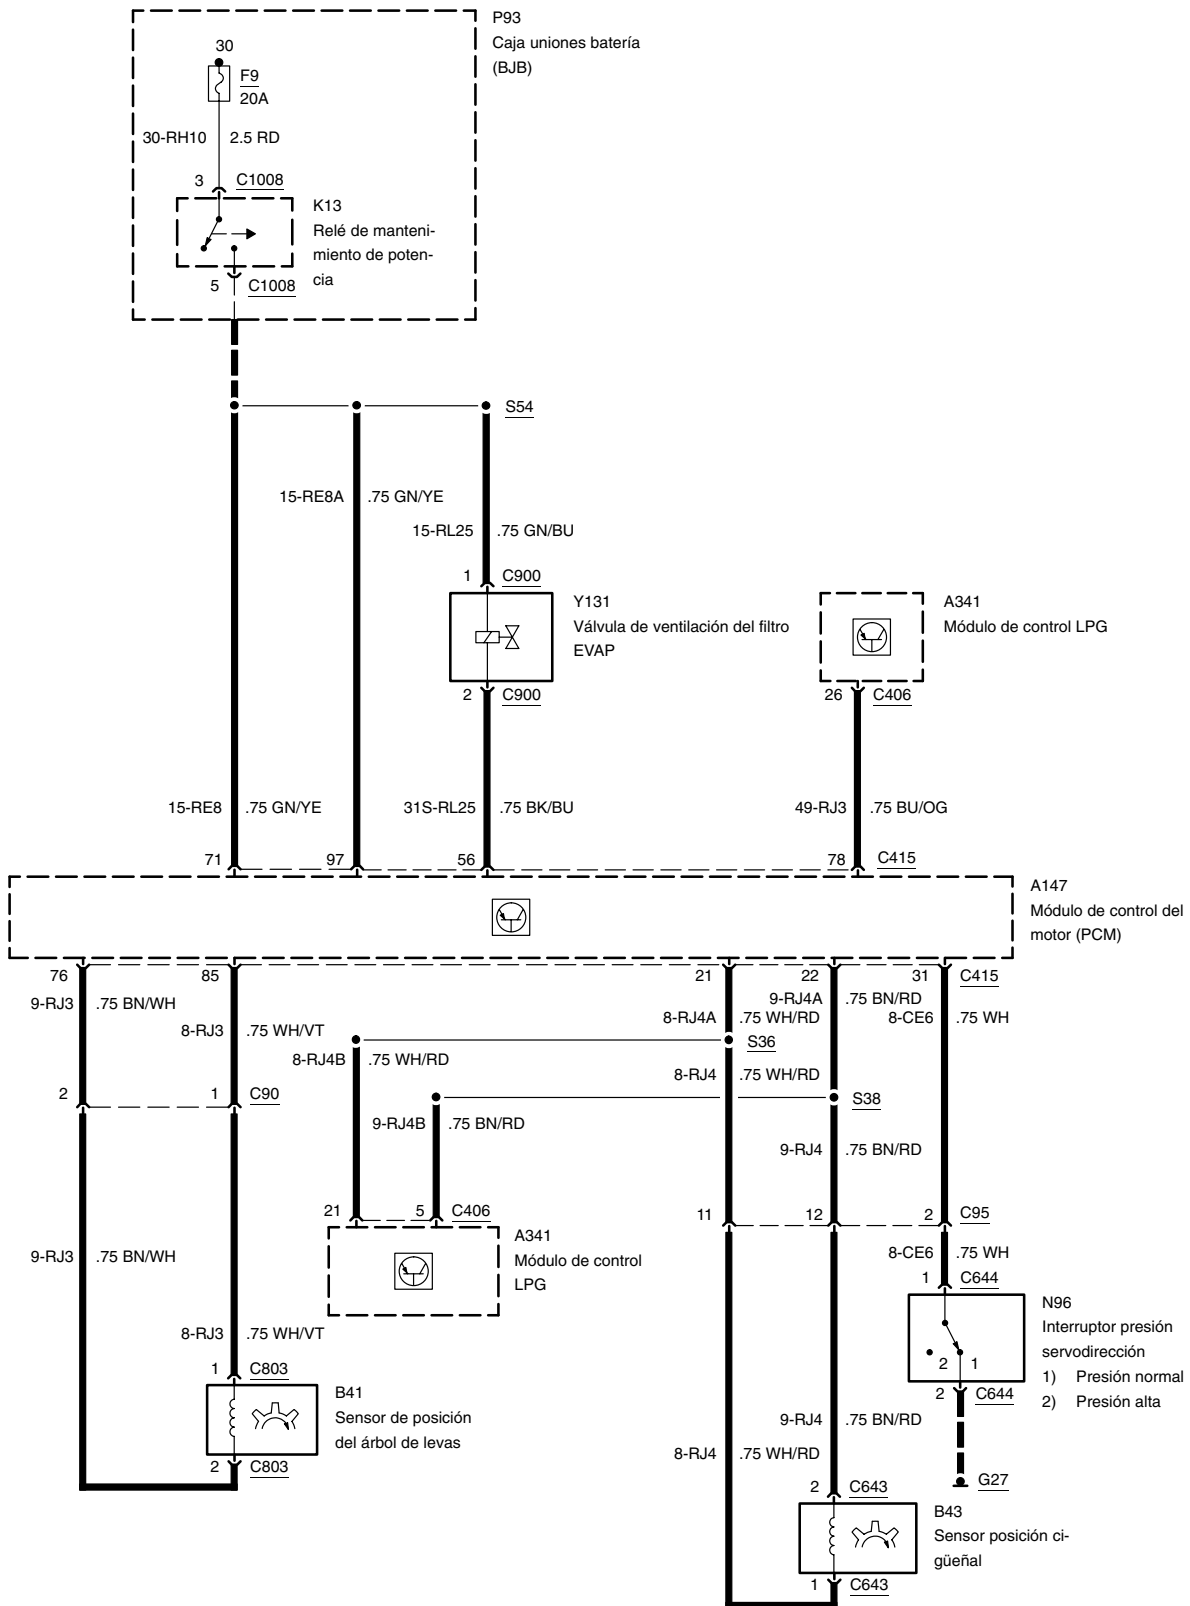 P93
Caja uniones batería
(BJB)
30
F9
20A
30-RH10 2.5 RD
3 C1008
K13
Relé de manteni-
miento de poten-
cia
5 C1008
S54
15-RE8A .75 GN/YE
15-RL25 .75 GN/BU
1 C900
Y131
Válvula de ventilación del filtro
EVAP
A341
Módulo de control LPG
2 C900
26 C406
15-RE8 .75 GN/YE
31S-RL25 .75 BK/BU
49-RJ3 .75 BU/OG
71 97 56 78 C415
A147
Módulo de control del
motor (PCM)
76 85 21 22 31 C415
9-RJ3 .75 BN/WH
9-RJ4A .75 BN/RD
8-RJ3 .75 WH/VT
8-RJ4A .75 WH/RD
8-CE6 .75 WH
S36
8-RJ4B .75 WH/RD
8-RJ4 .75 WH/RD
2 1 C90
S38
9-RJ4B .75 BN/RD
9-RJ4 .75 BN/RD
21 5 C406
11 12 2 C95
A341
Módulo de control
LPG
9-RJ3 .75 BN/WH
8-CE6 .75 WH
1 C644
N96
Interruptor presión
servodirección
1) Presión normal
2) Presión alta
2 1
2 C644
8-RJ3 .75 WH/VT
1 C803
B41
Sensor de posición
del árbol de levas
2 C803
9-RJ4 .75 BN/RD
8-RJ4 .75 WH/RD
G27
2 C643
B43
Sensor posición ci-
güeñal
1 C643